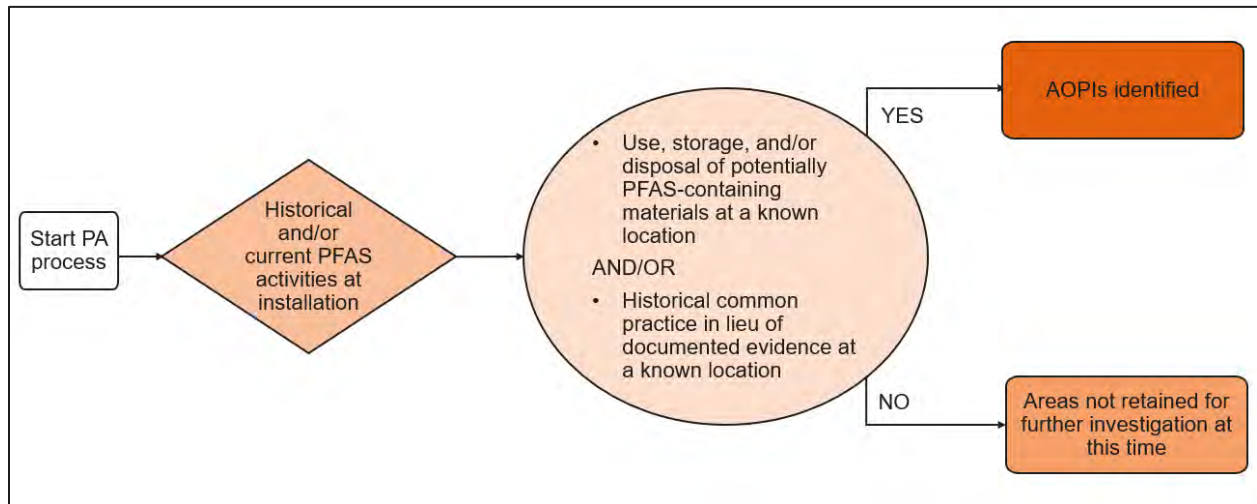 Start PA
process
Historical
and/or
current PFAS
activities at
installation
• Use, storage, and/or
disposal of potentially
PFAS-containing
materials at a known
location
AND/OR
• Historical common
practice in lieu of
documented evidence at
a known location
YES
AOPIs identified
NO
Areas not retained for
further investigation at
this time